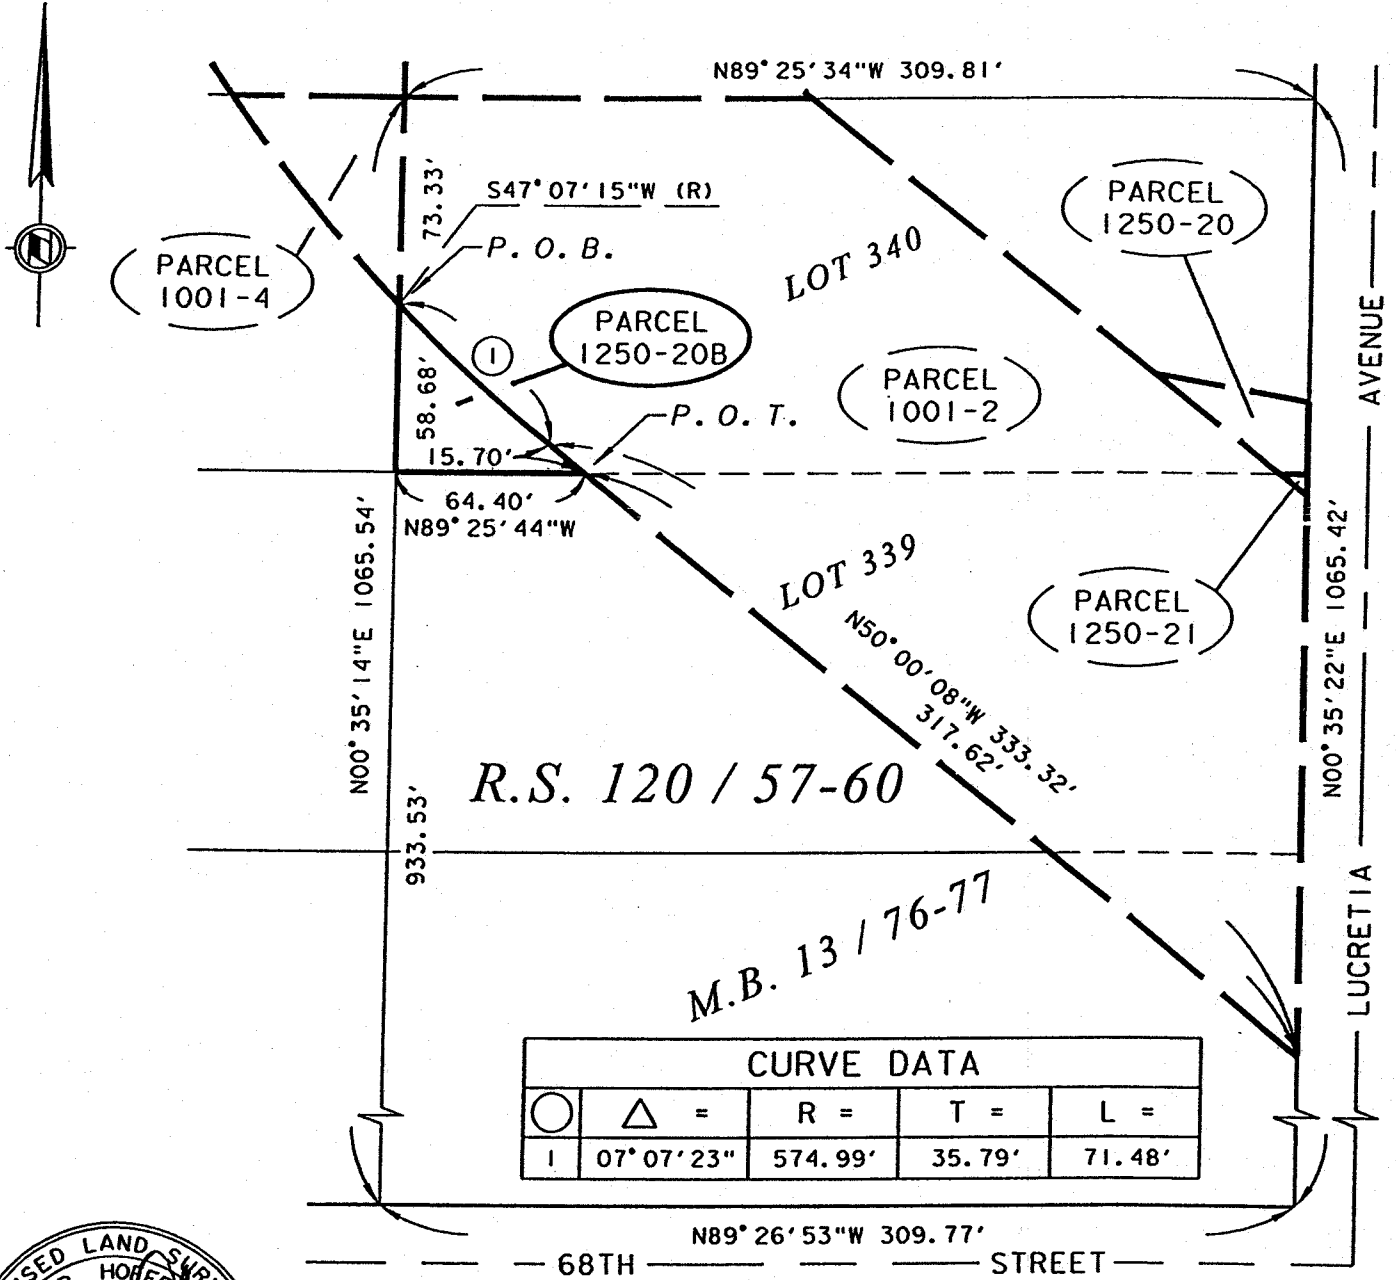 N89°25'34"W 309.81'
73.33'
S47°07'15"W (R)
P.O.B.
PARCEL
1001-4
LOT 340
PARCEL
1250-20
PARCEL
1250-20B
1
58.68'
PARCEL
1001-2
P.O.T.
15.70'
64.40'
N89°25'44"W
AVENUE
LUCRETIA
N00°35'14"E 1065.54'
LOT 339
PARCEL
1250-21
N00°35'22"E 1065.42'
N50°00'08"W 333.32'
317.62'
R.S. 120 / 57-60
933.53'
M.B. 13 / 76-77
CURVE DATA
△ = R = T = L =
1 07°07'23" 574.99' 35.79' 71.48'
N89°26'53"W 309.77'
68TH STREET
LAND